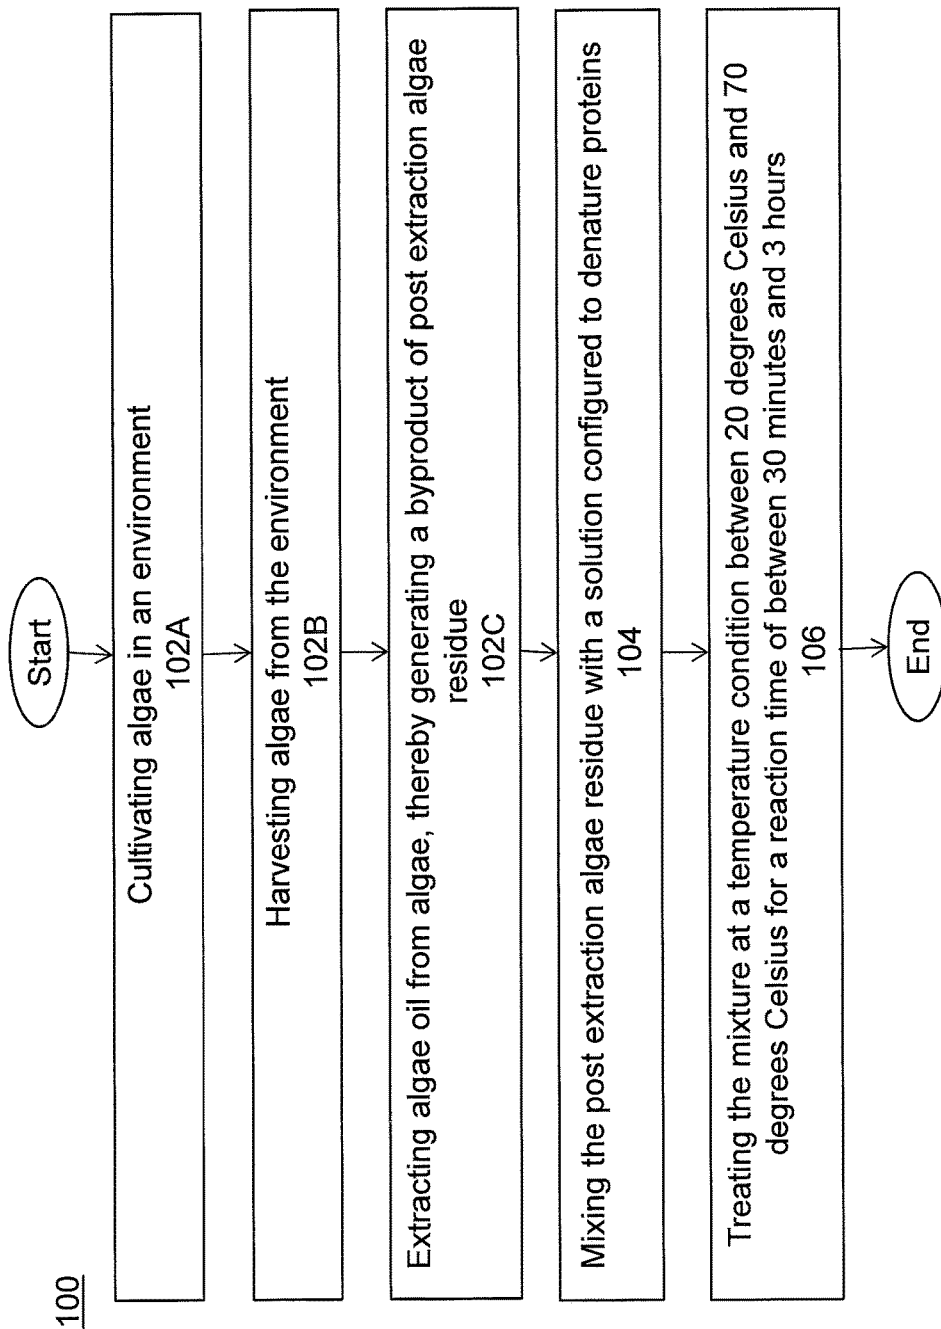 100
Start
Cultivating algae in an environment
102A
Harvesting algae from the environment
102B
Extracting algae oil from algae, thereby generating a byproduct of post extraction algae
residue
102C
Mixing the post extraction algae residue with a solution configured to denature proteins
104
Treating the mixture at a temperature condition between 20 degrees Celsius and 70
degrees Celsius for a reaction time of between 30 minutes and 3 hours
106
End